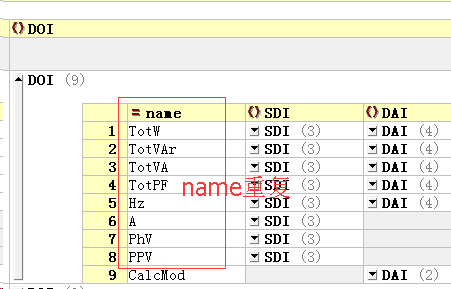 DOI
DOI (9)
name SDI DAI
1 TotW SDI (3) DAI (4)
2 TotVAr SDI (3) DAI (4)
3 TotVA SDI (3) DAI (4)
4 TotPF SDI (3) DAI (4)
5 Hz SDI (3) DAI (4)
6 A SDI (3)
7 PhV SDI (3)
8 PPV SDI (3)
9 CalcMod DAI (2)
name重复